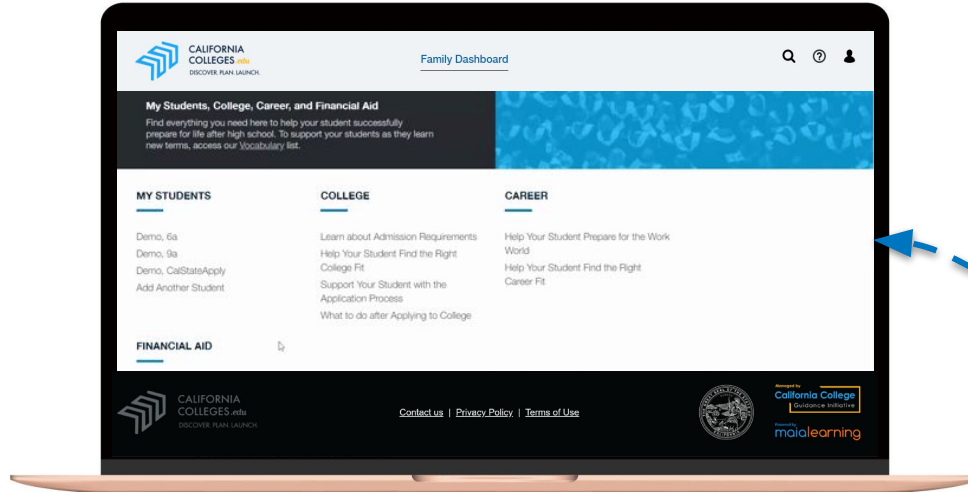 CALIFORNIA
COLLEGES.edu
DISCOVER. PLAN. LAUNCH.
Family Dashboard
My Students, College, Career, and Financial Aid
Find everything you need here to help your student successfully
prepare for life after high school. To support your students as they learn
new terms, access our Vocabulary list.
MY STUDENTS
Demo, 6a
Demo, 9a
Demo, CalStateApply
Add Another Student
COLLEGE
Learn about Admission Requirements
Help Your Student Find the Right
College Fit
Support Your Student with the
Application Process
What to do after Applying to College
CAREER
Help Your Student Prepare for the Work
World
Help Your Student Find the Right
Career Fit
FINANCIAL AID
CALIFORNIA
COLLEGES.edu
DISCOVER. PLAN. LAUNCH.
Contact us | Privacy Policy | Terms of Use
Managed by
California College
Guidance Initiative
Powered by
maialearning